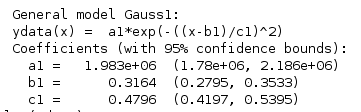 General model Gauss1:
ydata(x) = a1*exp(-((x-b1)/c1)^2)
Coefficients (with 95% confidence bounds):
a1 = 1.983e+06 (1.78e+06, 2.186e+06)
b1 = 0.3164 (0.2795, 0.3533)
c1 = 0.4796 (0.4197, 0.5395)